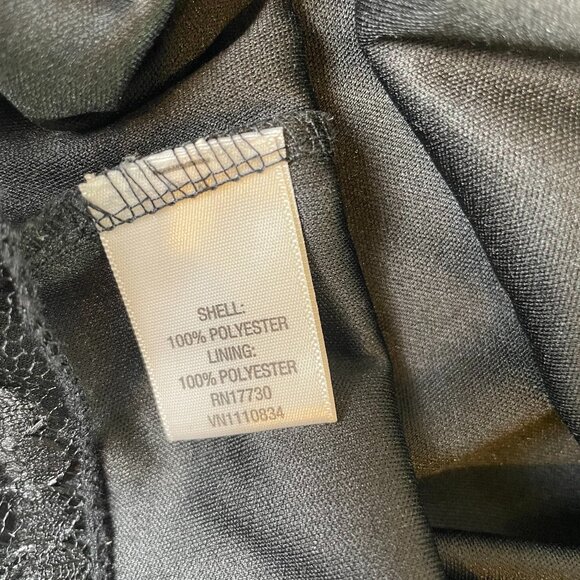 SHELL:
100% POLYESTER
LINING:
100% POLYESTER
RN17730
VN1110834